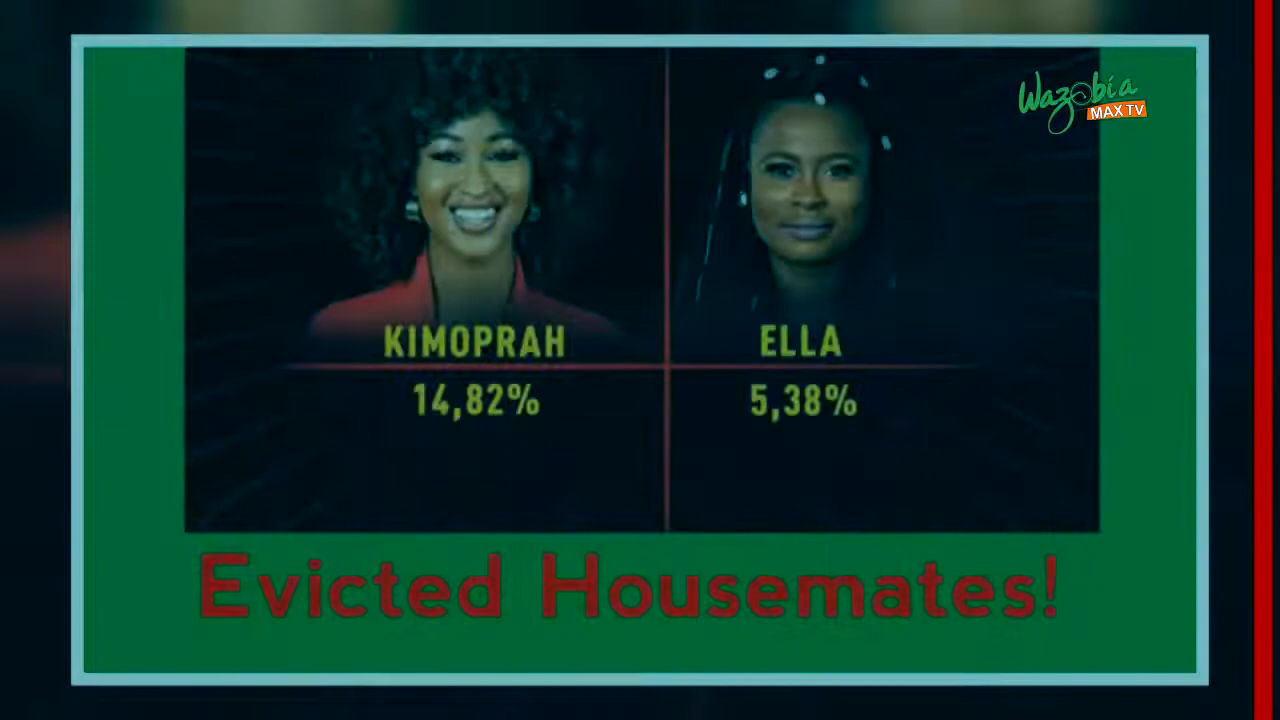 Wazobia
MAX TV
KIMOPRAH
ELLA
14,82%
5,38%
Evicted Housemates!